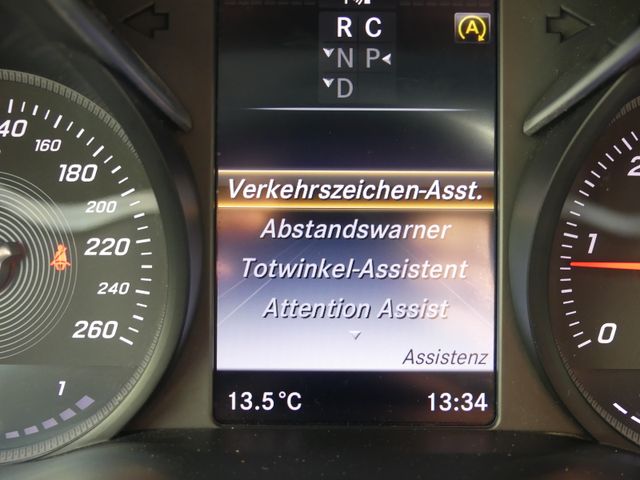 R C
N P
D
A
Verkehrszeichen-Asst.
Abstandswarner
Totwinkel-Assistent
Attention Assist
Assistenz
13.5°C 13:34
160
180
200
220
240
260
1
2
1
0